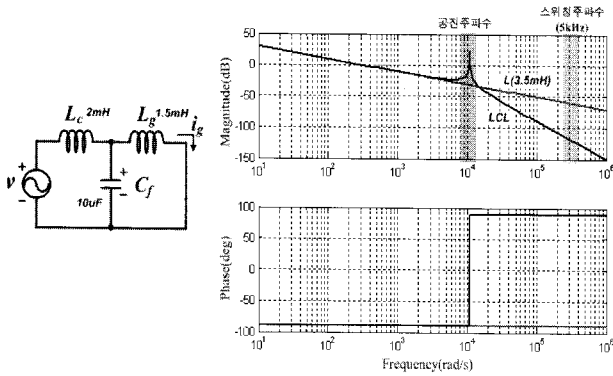 공진주파수
스위칭주파수
(5kHz)
L_c 2mH
L_g 1.5mH
i_g
v
+
-
+
-
C_f
10uF
Magnitude(dB)
50
0
-50
-100
-150
L(3.5mH)
LCL
10^1
10^2
10^3
10^4
10^5
10^6
Phase(deg)
100
50
0
-50
-100
10^1
10^2
10^3
10^4
10^5
10^6
Frequency(rad/s)